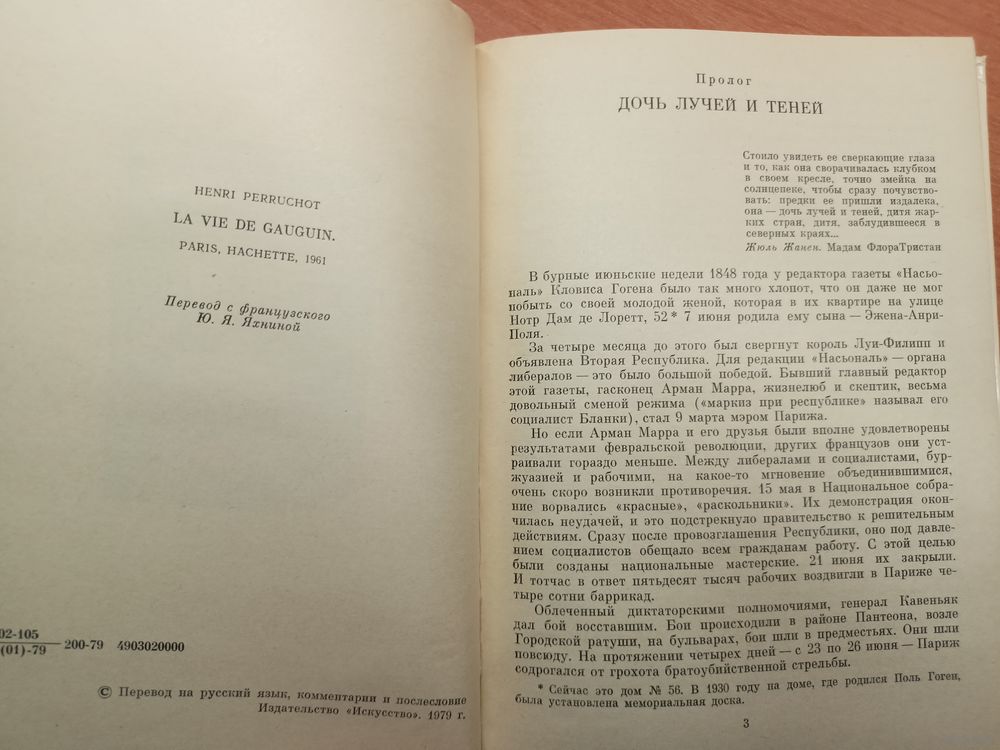 HENRI PERRUCHOT
LA VIE DE GAUGUIN.
PARIS, HACHETTE, 1961
Перевод с французского
Ю. Я. Яхниной
02-105
(01)-79
200-79 4903020000
© Перевод на русский язык, комментарии и послесловие
Издательство «Искусство». 1979 г.
Пролог
ДОЧЬ ЛУЧЕЙ И ТЕНЕЙ
Стоило увидеть ее сверкающие глаза
и то, как она сворачивалась клубком
в своем кресле, точно змейка на
солнцепеке, чтобы сразу почувство-
вать: предки ее пришли издалека,
она — дочь лучей и теней, дитя жар-
ких стран, дитя, заблудившееся в
северных краях...
Жюль Жанен. Мадам ФлораТристан
В бурные июньские недели 1848 года у редактора газеты «Насьо-
наль» Кловиса Гогена было так много хлопот, что он даже не мог
побыть со своей молодой женой, которая в их квартире на улице
Нотр Дам де Лоретт, 52* 7 июня родила ему сына — Эжена-Анри-
Поля.
За четыре месяца до этого был свергнут король Луи-Филипп и
объявлена Вторая Республика. Для редакции «Насьональ» — органа
либералов — это было большой победой. Бывший главный редактор
этой газеты, гасконец Арман Марра, жизнелюб и скептик, весьма
довольный сменой режима («маркиз при республике» называл его
социалист Бланки), стал 9 марта мэром Парижа.
Но если Арман Марра и его друзья были вполне удовлетворены
результатами февральской революции, других французов они уст-
раивали гораздо меньше. Между либералами и социалистами, бур-
жуазией и рабочими, на какое-то мгновение объединившимися,
очень скоро возникли противоречия. 15 мая в Национальное собра-
ние ворвались «красные», «раскольники». Их демонстрация окон-
чилась неудачей, и это подстрекнуло правительство к решительным
действиям. Сразу после провозглашения Республики, оно под давле-
нием социалистов обещало всем гражданам работу. С этой целью
были созданы национальные мастерские. 21 июня их закрыли.
И тотчас в ответ пятьдесят тысяч рабочих воздвигли в Париже че-
тыре сотни баррикад.
Облеченный диктаторскими полномочиями, генерал Кавеньяк
дал бой восставшим. Бои происходили в районе Пантеона, возле
Городской ратуши, на бульварах, бои шли в предместьях. Они шли
повсюду. На протяжении четырех дней — с 23 по 26 июня — Париж
содрогался от грохота братоубийственной стрельбы.
* Сейчас это дом № 56. В 1930 году на доме, где родился Поль Гоген,
была установлена мемориальная доска.
3